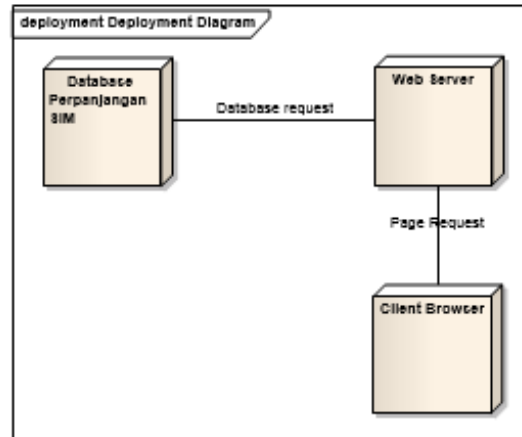 deployment Deployment Diagram
Database
Perpanjangan
SIM
Database request
Web Server
Page Request
Client Browser